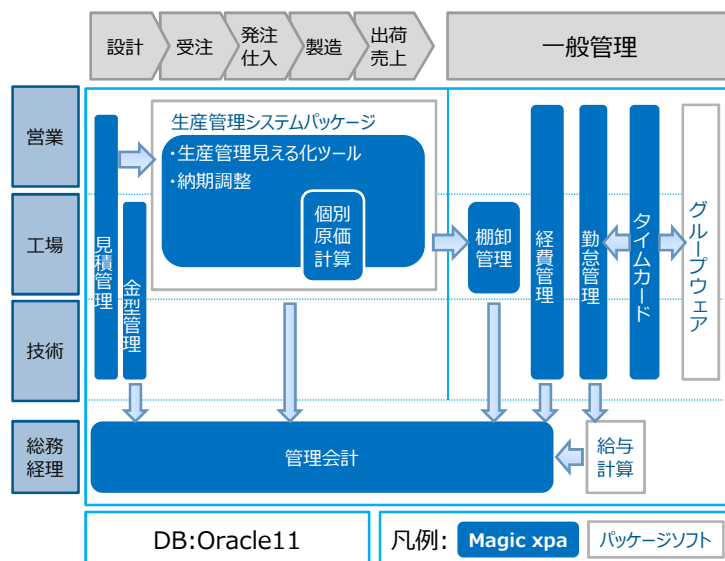 設計
受注
発注
仕入
製造
出荷
売上
一般管理
営業
工場
技術
総務
経理
生産管理システムパッケージ
・生産管理見える化ツール
・納期調整
個別
原価
計算
見積管理
金型管理
棚卸
管理
経費管理
勤怠管理
タイムカード
グループウェア
管理会計
給与
計算
DB:Oracle11
凡例:
Magic xpa
パッケージソフト